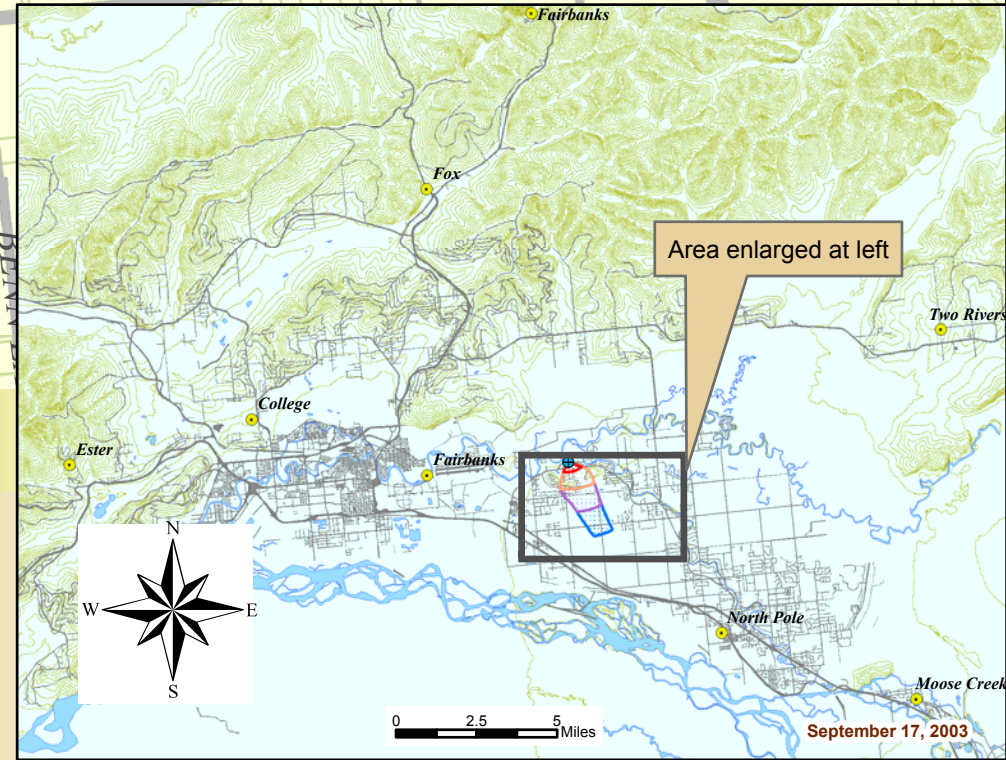 Fairbanks
Fox
Area enlarged at left
Two Rivers
College
Ester
Fairbanks
N
W
E
S
North Pole
Moose Creek
0
2.5
5
Miles
September 17, 2003